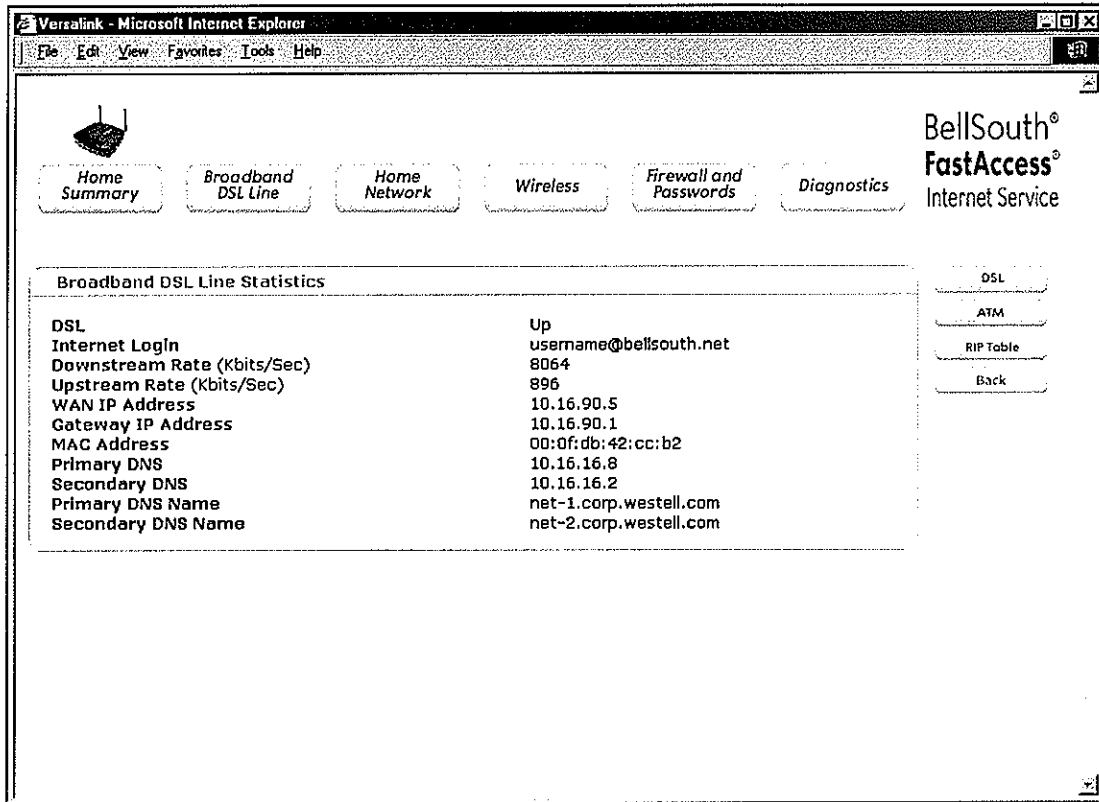 Versalink - Microsoft Internet Explorer
File Edit View Favorites Tools Help
BellSouth®
FastAccess®
Internet Service
Home Summary
Broadband DSL Line
Home Network
Wireless
Firewall and Passwords
Diagnostics
Broadband DSL Line Statistics
DSL Up
Internet Login username@bellsouth.net
Downstream Rate (Kbits/Sec) 8064
Upstream Rate (Kbits/Sec) 896
WAN IP Address 10.16.90.5
Gateway IP Address 10.16.90.1
MAC Address 00:0f:db:42:cc:b2
Primary DNS 10.16.16.8
Secondary DNS 10.16.16.2
Primary DNS Name net-1.corp.westell.com
Secondary DNS Name net-2.corp.westell.com
DSL
ATM
RIP Table
Back